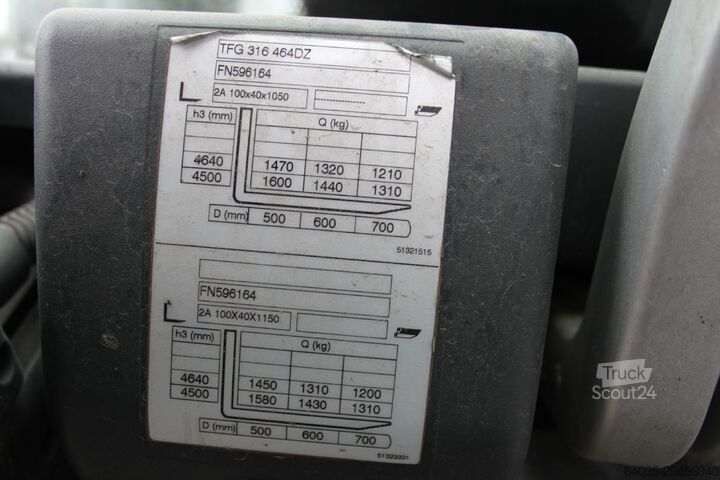 TFG 316 464DZ
FN596164
2A 100x40x1050 ---------------
h3 (mm) Q (kg)
4640 1470 1320 1210
4500 1600 1440 1310
D (mm) 500 600 700
51321515
FN596164
2A 100X40X1150
h3 (mm) Q (kg)
4640 1450 1310 1200
4500 1580 1430 1310
D (mm) 500 600 700
51323391
Truck
Scout24